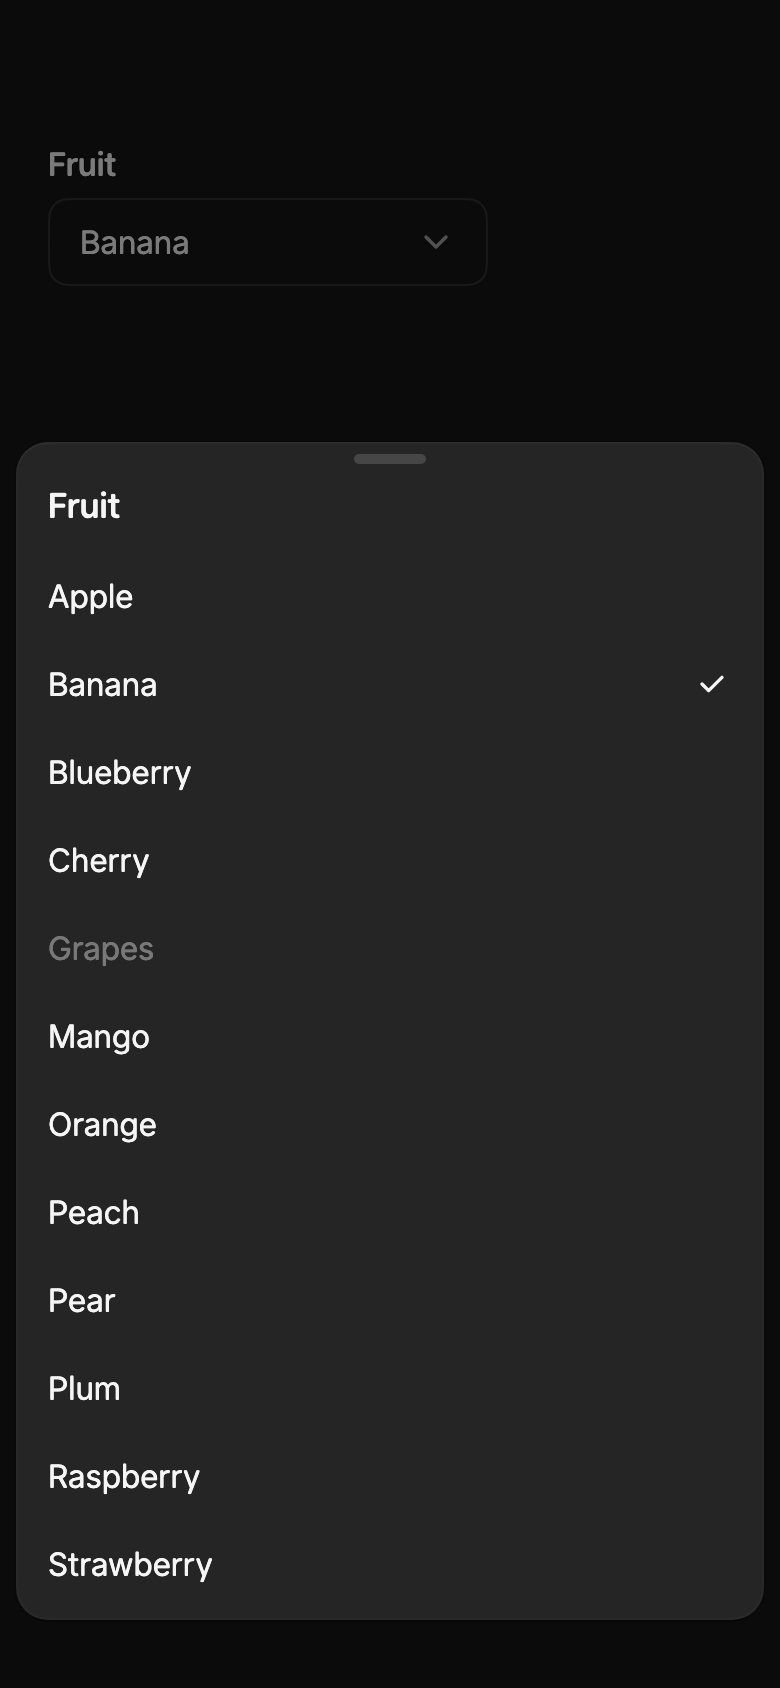 Fruit
Banana
Fruit
Apple
Banana
Blueberry
Cherry
Grapes
Mango
Orange
Peach
Pear
Plum
Raspberry
Strawberry